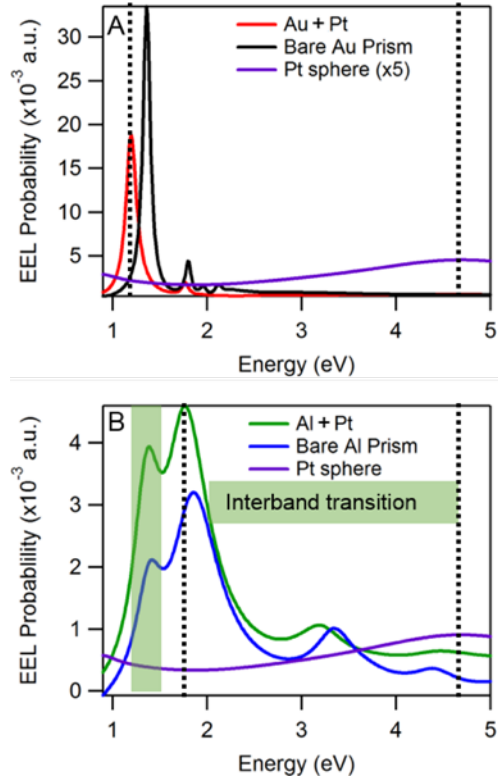 A
Au + Pt
Bare Au Prism
Pt sphere (x5)
EEL Probability (x10⁻³ a.u.)
30
25
20
15
10
5
1
2
3
4
5
Energy (eV)
B
Al + Pt
Bare Al Prism
Pt sphere
Interband transition
EEL Probablility (x10⁻³ a.u.)
4
3
2
1
0
1
2
3
4
5
Energy (eV)